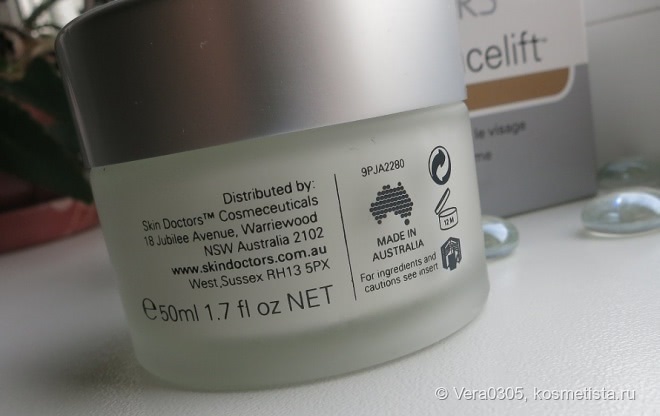 Distributed by:
Skin Doctors™ Cosmeceuticals
18 Jubilee Avenue, Warriewood
NSW Australia 2102
www.skindoctors.com.au
West Sussex RH13 5PX
e50ml 1.7 fl oz NET
9PJA2280
12 M
MADE IN
AUSTRALIA
For ingredients and
cautions see insert
le visage
© Vera0305, kosmetista.ru